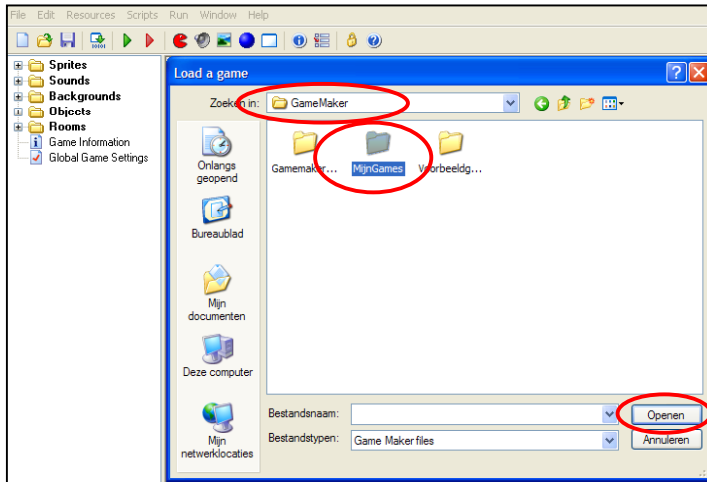 File Edit Resources Scripts Run Window Help
Sprites
Sounds
Backgrounds
Objects
Rooms
Game Information
Global Game Settings
Load a game
Zoeken in: GameMaker
Onlangs
geopend
Bureaublad
Mijn
documenten
Deze computer
Mijn
netwerklocaties
Gamemaker... MijnGames Voorbeeldg...
Bestandsnaam: Openen
Bestandstypen: Game Maker files Annuleren